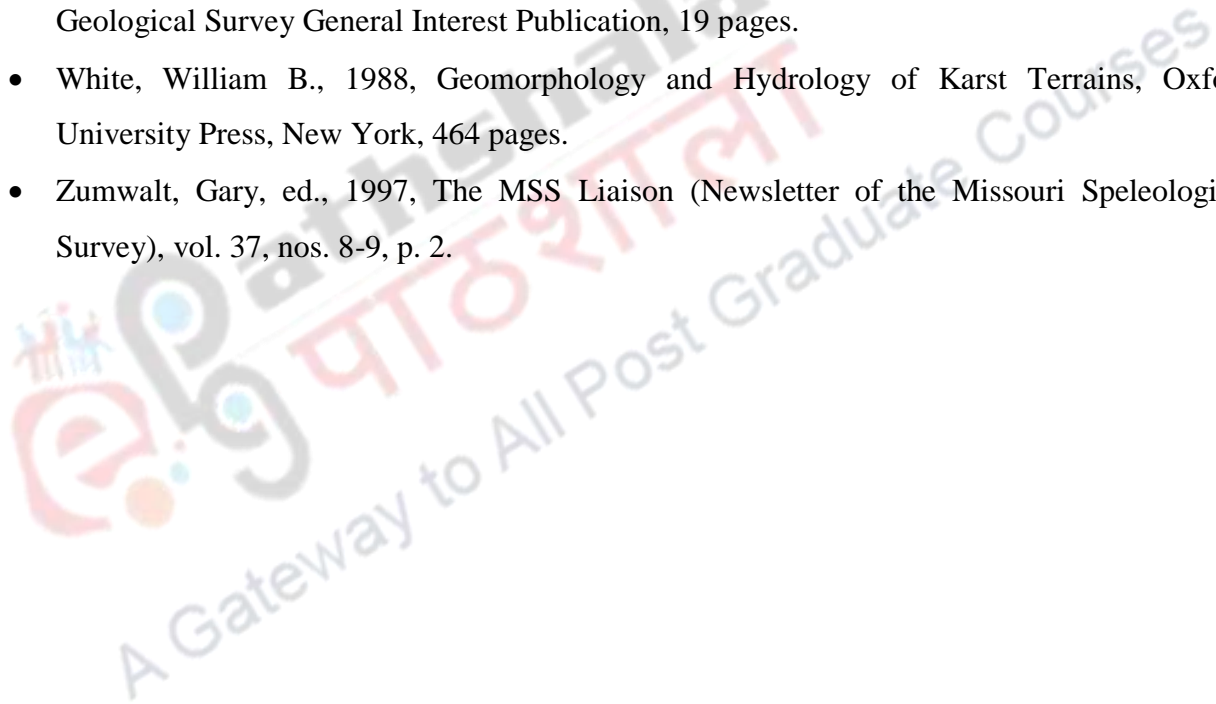 Geological Survey General Interest Publication, 19 pages.
• White, William B., 1988, Geomorphology and Hydrology of Karst Terrains, Oxfo
University Press, New York, 464 pages.
• Zumwalt, Gary, ed., 1997, The MSS Liaison (Newsletter of the Missouri Speleologi
Survey), vol. 37, nos. 8-9, p. 2.
Pathshala
पाठशाला
A Gateway to All Post Graduate Courses